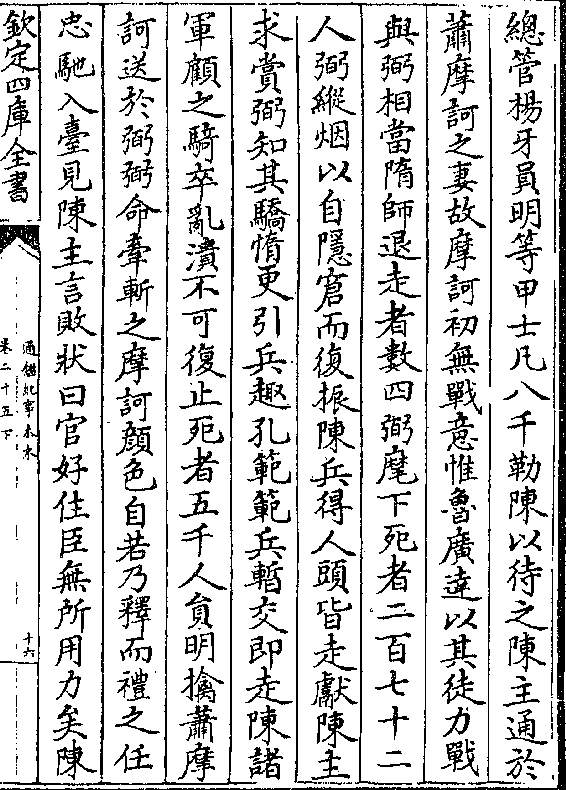 總管楊牙員明等甲士凡八千勒陳以待之陳主通於
蕭摩訶之妻故摩訶初無戰意惟魯廣達以其徒力戰
與弼相當隋師退走者數四弼麾下死者二百七十二
人弼縱烟以自隱窘而復振陳兵得人頭皆走獻陳主
求賞弼知其驕惰更引兵趣孔範範兵暫交即走陳諸
軍顧之騎卒亂潰不可復止死者五千人員明擒蕭摩
訶送於弼弼命牽斬之摩訶顔色自若乃釋而禮之任
忠馳入臺見陳主言敗狀曰官好住臣無所用力矣陳
欽定四庫全書
通鑑紀事本末
卷二十五下
十六